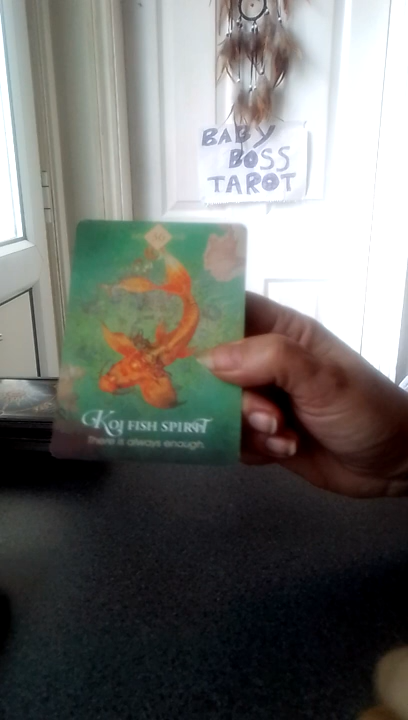 BABY
BOSS
TAROT
KOI FISH SPIRIT
There is always enough.